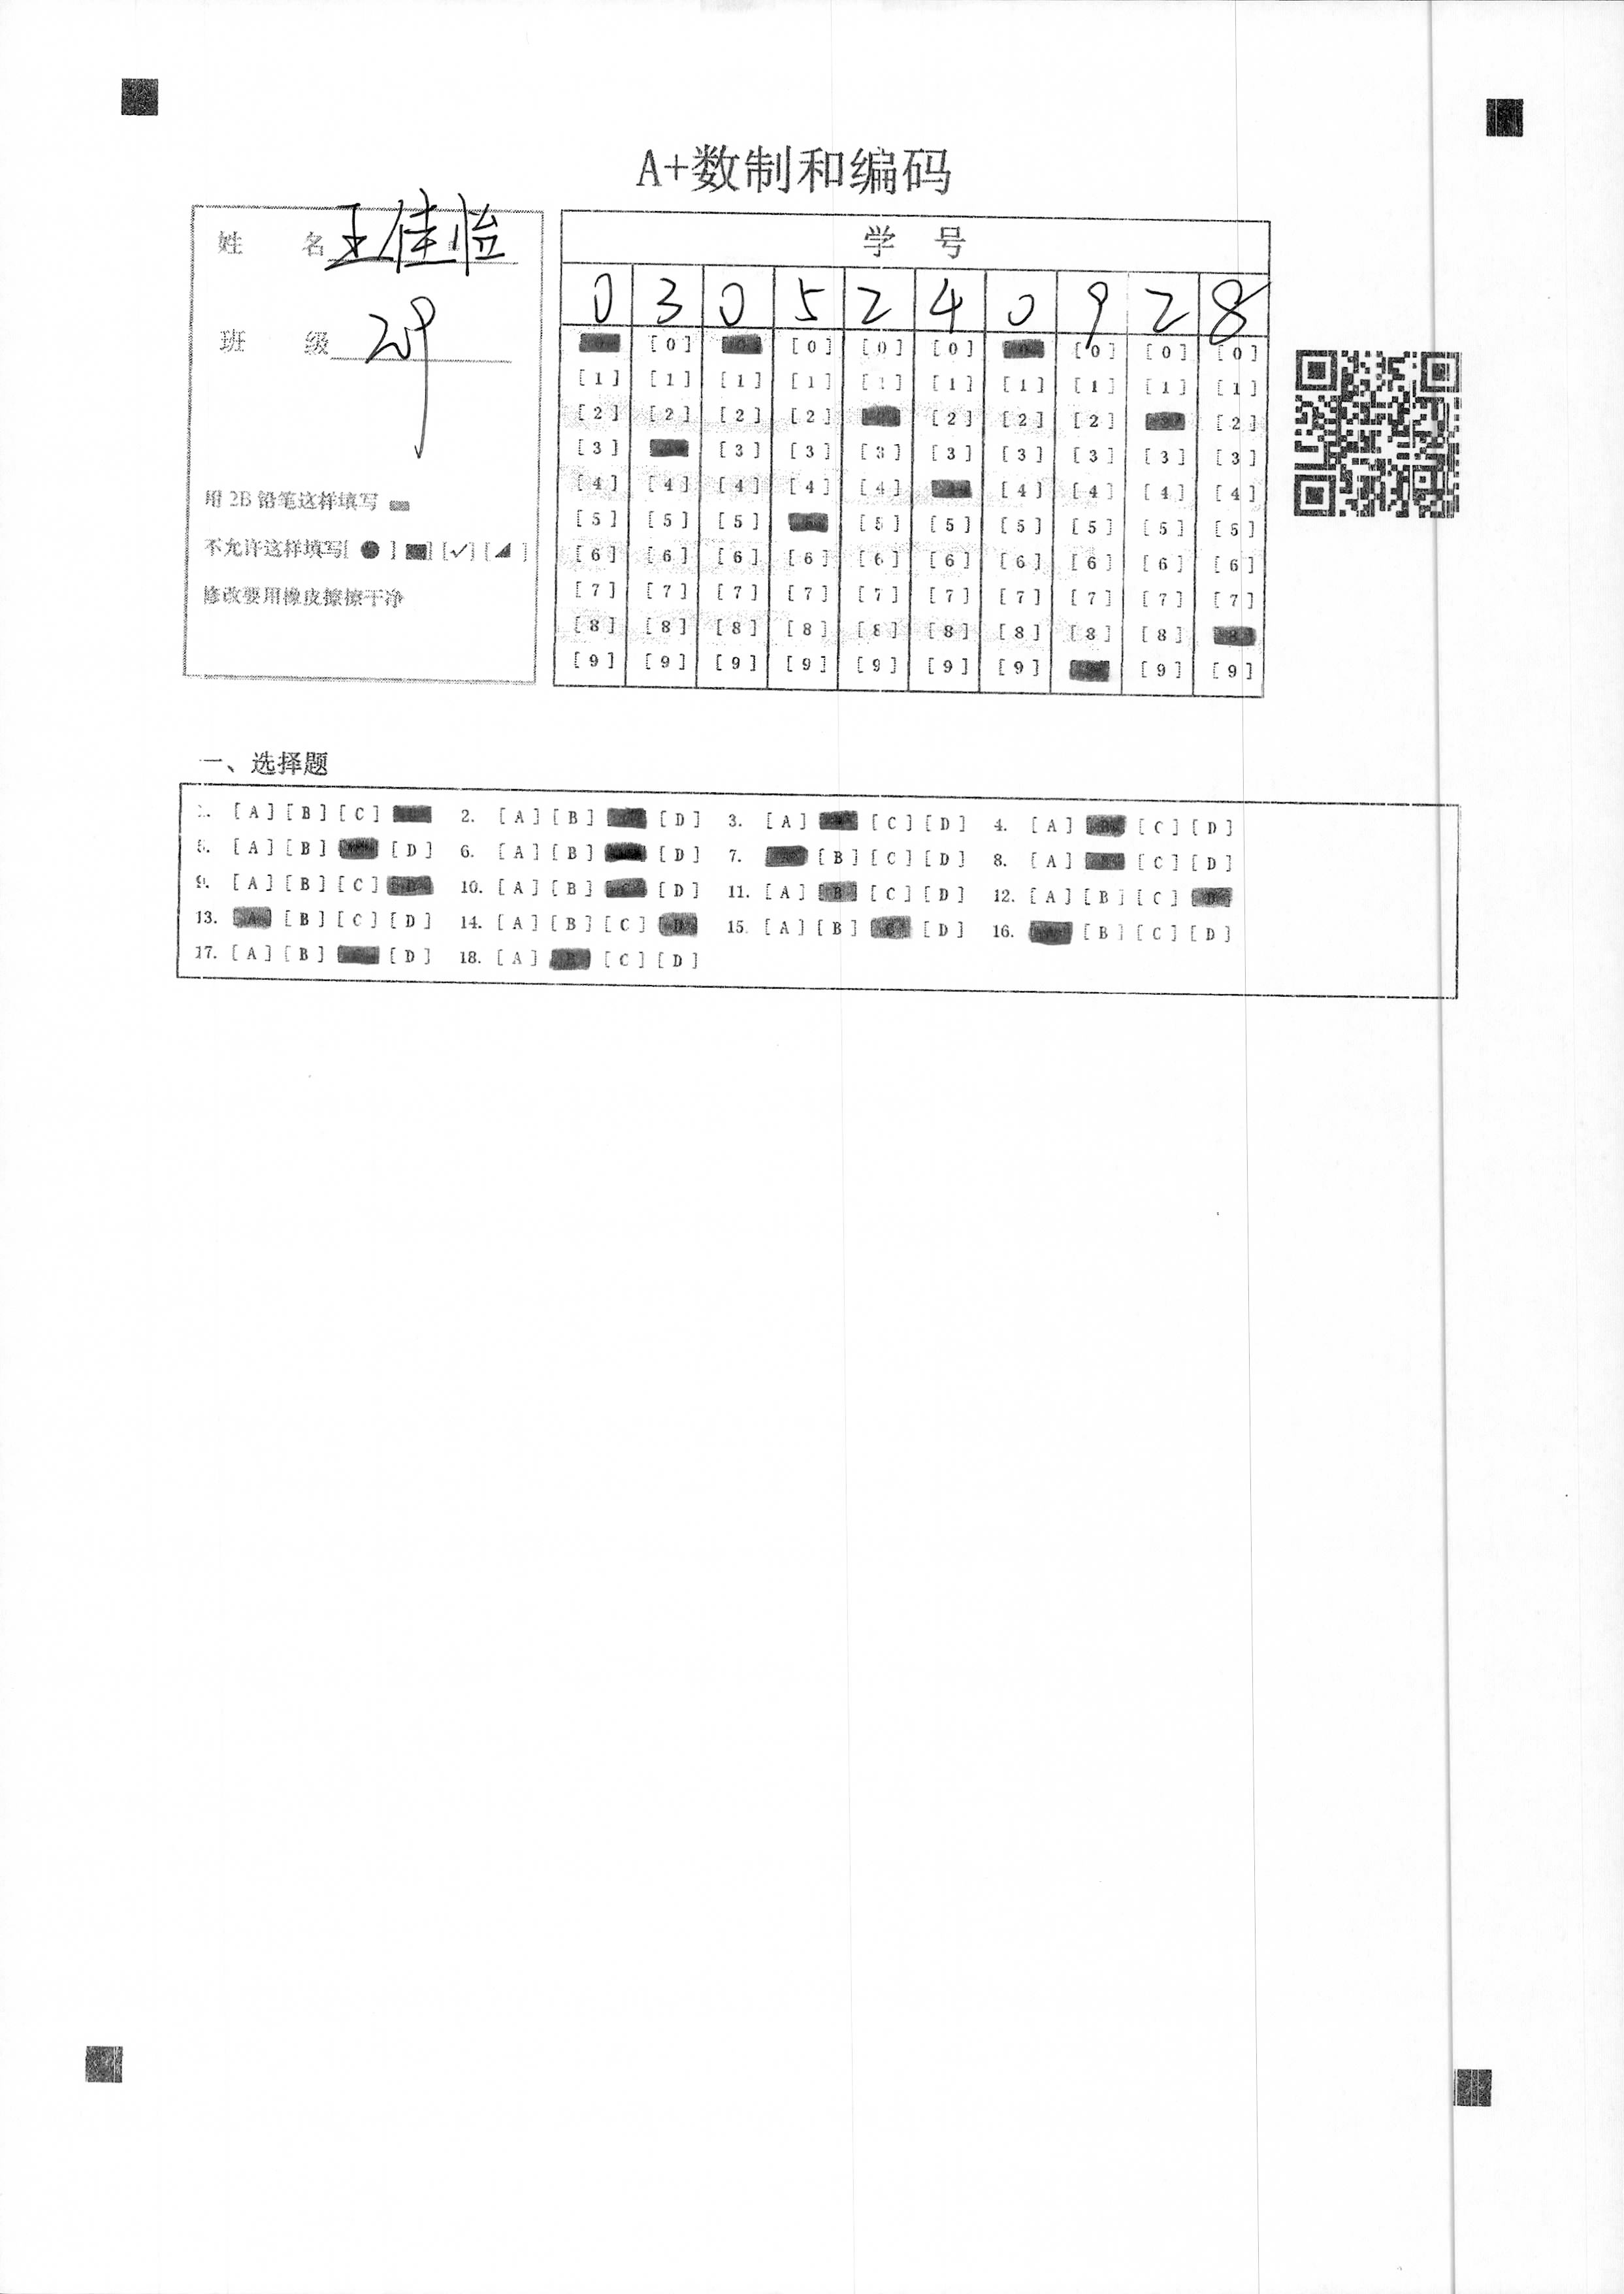 A+数制和编码
姓 名 王佳怡
班 级 209
用 2B 铅笔这样填写
不允许这样填写[ ● ] [■] [✓] [◢ ]
修改要用橡皮擦擦干净
学 号
0 3 0 5 2 4 0 9 2 8
[0] [0] [0] [0] [0] [0] [0]
[1] [1] [1] [1] [1] [1] [1] [1] [1] [1]
[2] [2] [2] [2] [2] [2] [2] [2]
[3] [3] [3] [3] [3] [3] [3] [3] [3]
[4] [4] [4] [4] [4] [4] [4] [4] [4]
[5] [5] [5] [5] [5] [5] [5] [5] [5]
[6] [6] [6] [6] [6] [6] [6] [6] [6] [6]
[7] [7] [7] [7] [7] [7] [7] [7] [7] [7]
[8] [8] [8] [8] [8] [8] [8] [8] [8] [8]
[9] [9] [9] [9] [9] [9] [9] [9] [9]
一、选择题
[A] [B] [C] 2. [A] [B] [D] 3. [A] [C] [D] 4. [A] [B] [C] [D]
5. [A] [B] [D] 6. [A] [B] [D] 7. [B] [C] [D] 8. [A] [C] [D]
9. [A] [B] [C] [D] 10. [A] [B] [C] [D] 11. [A] [B] [C] [D] 12. [A] [B] [C] [D]
13. [A] [B] [C] [D] 14. [A] [B] [C] [D] 15. [A] [B] [C] [D] 16. [A] [B] [C] [D]
17. [A] [B] [D] 18. [A] [B] [C] [D]